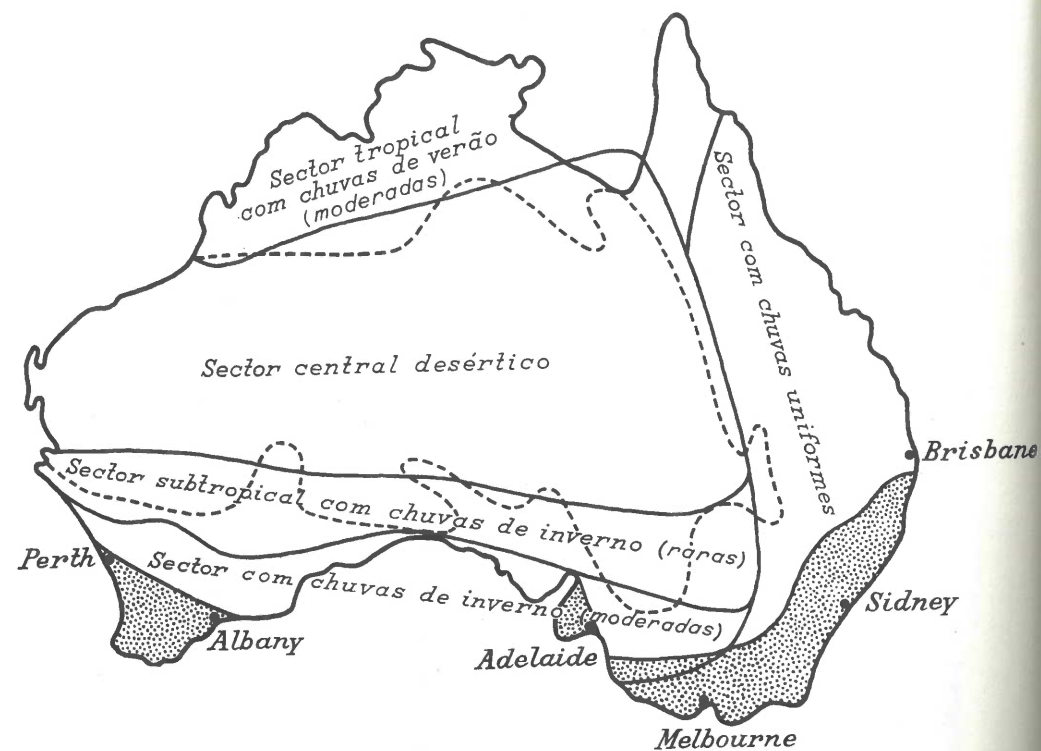 Sector tropical
com chuvas de verão
(moderadas)
Sector com chuvas uniformes
Sector central desértico
Brisbane
Sector subtropical com chuvas de inverno (raras)
Perth
Sector com chuvas de inverno (moderadas)
Sidney
Albany
Adelaide
Melbourne